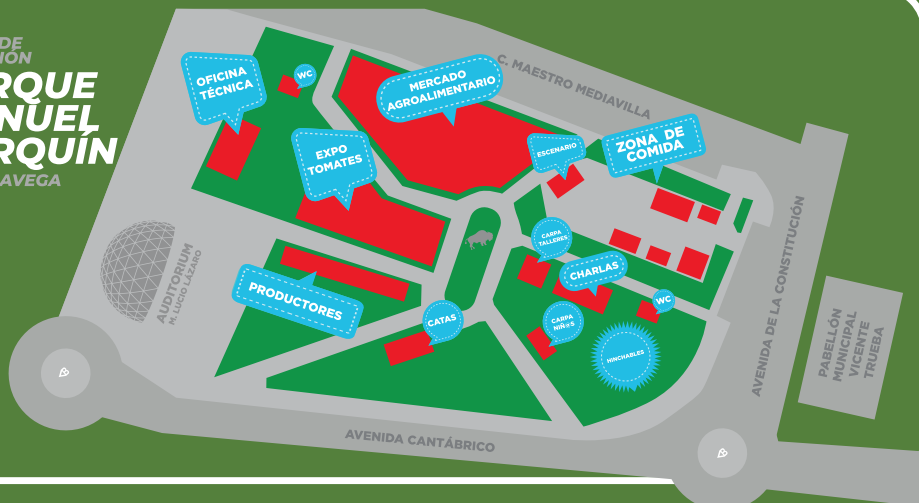 DE
IÓN
RQUE
NUEL
RQUÍN
AVEGA
OFICINA
TÉCNICA
WC
MERCADO
AGROALIMENTARIO
C. MAESTRO MEDIAVILLA
EXPO
TOMATES
ESCENARIO
ZONA DE
COMIDA
AUDITORIUM
M. LUCIO LÁZARO
PRODUCTORES
CARPA
TALLERES
CHARLAS
WC
CATAS
CARPA
NIÑ@S
HINCHABLES
AVENIDA DE LA CONSTITUCIÓN
PABELLÓN
MUNICIPAL
VICENTE
TRUEBA
AVENIDA CANTÁBRICO